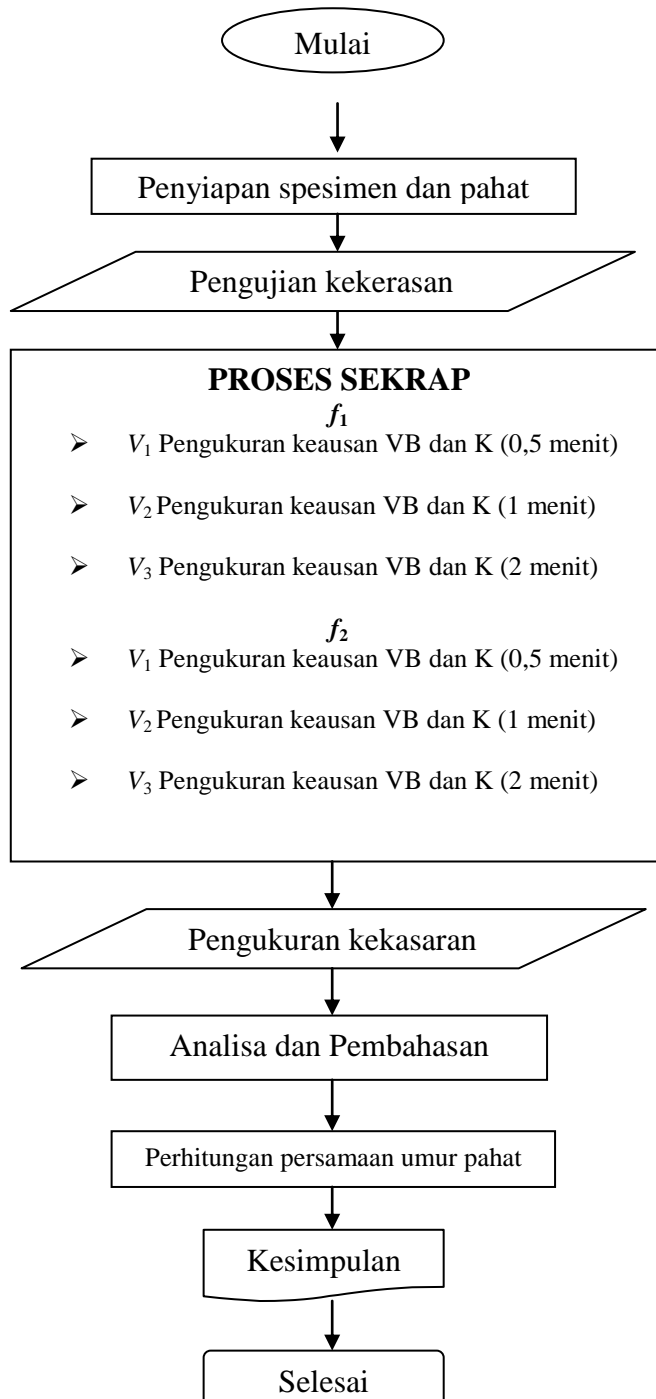 Mulai
Penyiapan spesimen dan pahat
Pengujian kekerasan
PROSES SEKRAP
f₁
➢ V₁ Pengukuran keausan VB dan K (0,5 menit)
➢ V₂ Pengukuran keausan VB dan K (1 menit)
➢ V₃ Pengukuran keausan VB dan K (2 menit)
f₂
➢ V₁ Pengukuran keausan VB dan K (0,5 menit)
➢ V₂ Pengukuran keausan VB dan K (1 menit)
➢ V₃ Pengukuran keausan VB dan K (2 menit)
Pengukuran kekasaran
Analisa dan Pembahasan
Perhitungan persamaan umur pahat
Kesimpulan
Selesai